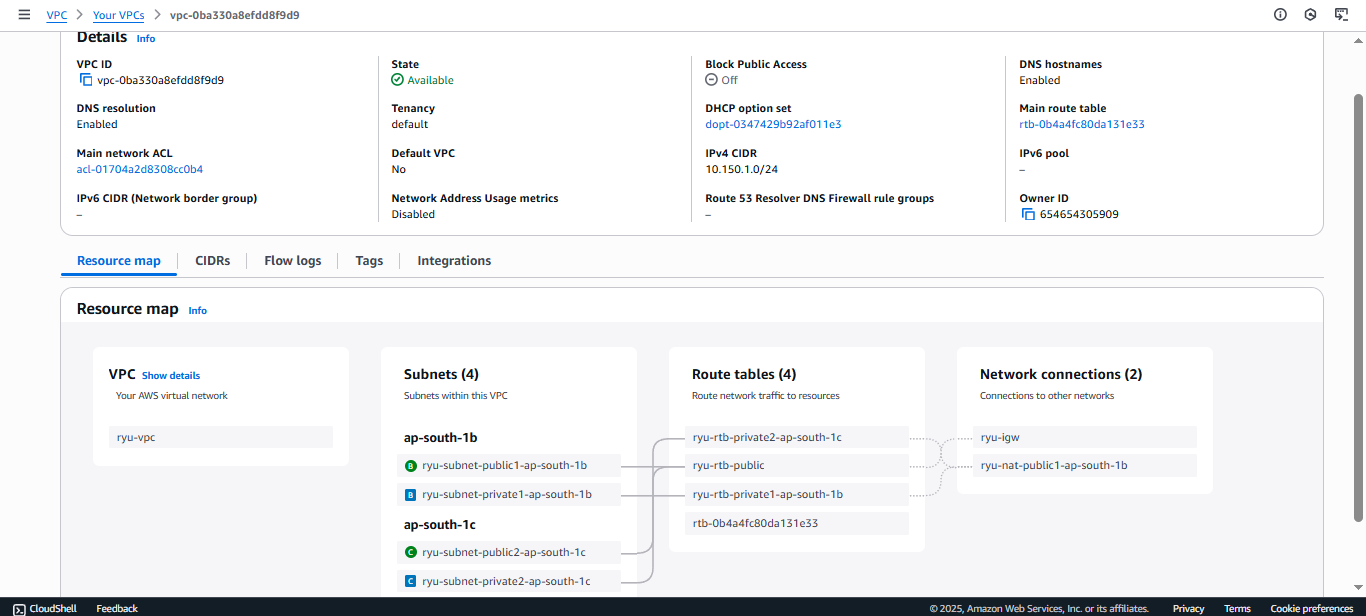 VPC
Your VPCs
vpc-0ba330a8efdd8f9d9
Details Info
VPC ID
vpc-0ba330a8efdd8f9d9
State
Available
Block Public Access
Off
DNS hostnames
Enabled
DNS resolution
Enabled
Tenancy
default
DHCP option set
dopt-0347429b92af011e3
Main route table
rtb-0b4a4fc80da131e33
Main network ACL
acl-01704a2d8308cc0b4
Default VPC
No
IPv4 CIDR
10.150.1.0/24
IPv6 pool
–
IPv6 CIDR (Network border group)
–
Network Address Usage metrics
Disabled
Route 53 Resolver DNS Firewall rule groups
–
Owner ID
654654305909
Resource map
CIDRs
Flow logs
Tags
Integrations
Resource map Info
VPC Show details
Your AWS virtual network
ryu-vpc
Subnets (4)
Subnets within this VPC
ap-south-1b
B ryu-subnet-public1-ap-south-1b
B ryu-subnet-private1-ap-south-1b
ap-south-1c
C ryu-subnet-public2-ap-south-1c
C ryu-subnet-private2-ap-south-1c
Route tables (4)
Route network traffic to resources
ryu-rtb-private2-ap-south-1c
ryu-rtb-public
ryu-rtb-private1-ap-south-1b
rtb-0b4a4fc80da131e33
Network connections (2)
Connections to other networks
ryu-igw
ryu-nat-public1-ap-south-1b
CloudShell
Feedback
© 2025, Amazon Web Services, Inc. or its affiliates.
Privacy
Terms
Cookie preferences